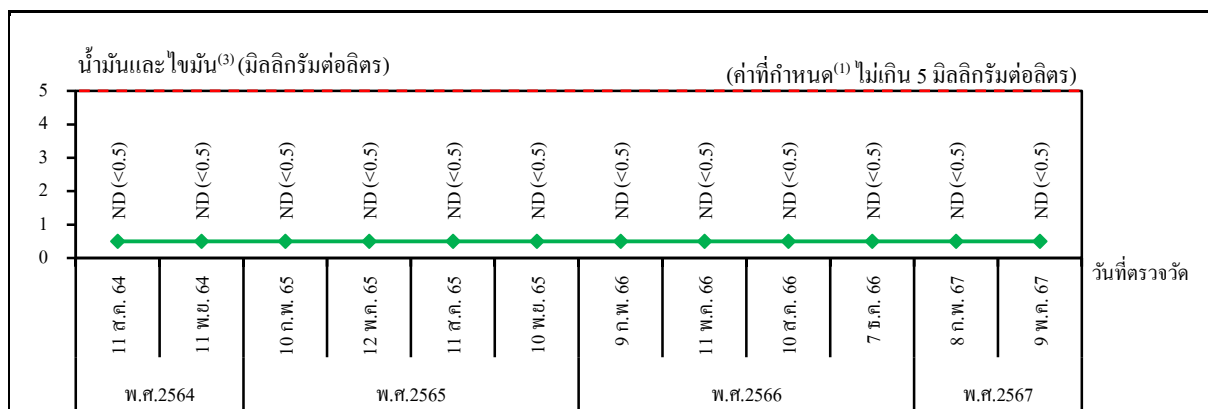 น้ำมันและไขมัน(3) (มิลลิกรัมต่อลิตร)
(ค่าที่กำหนด(1) ไม่เกิน 5 มิลลิกรัมต่อลิตร)
5
4
3
2
1
0
ND (<0.5)
ND (<0.5)
ND (<0.5)
ND (<0.5)
ND (<0.5)
ND (<0.5)
ND (<0.5)
ND (<0.5)
ND (<0.5)
ND (<0.5)
ND (<0.5)
ND (<0.5)
วันที่ตรวจวัด
11 ส.ค. 64
11 พ.ย. 64
10 ก.พ. 65
12 พ.ค. 65
11 ส.ค. 65
10 พ.ย. 65
9 ก.พ. 66
11 พ.ค. 66
10 ส.ค. 66
7 ธ.ค. 66
8 ก.พ. 67
9 พ.ค. 67
พ.ศ.2564
พ.ศ.2565
พ.ศ.2566
พ.ศ.2567